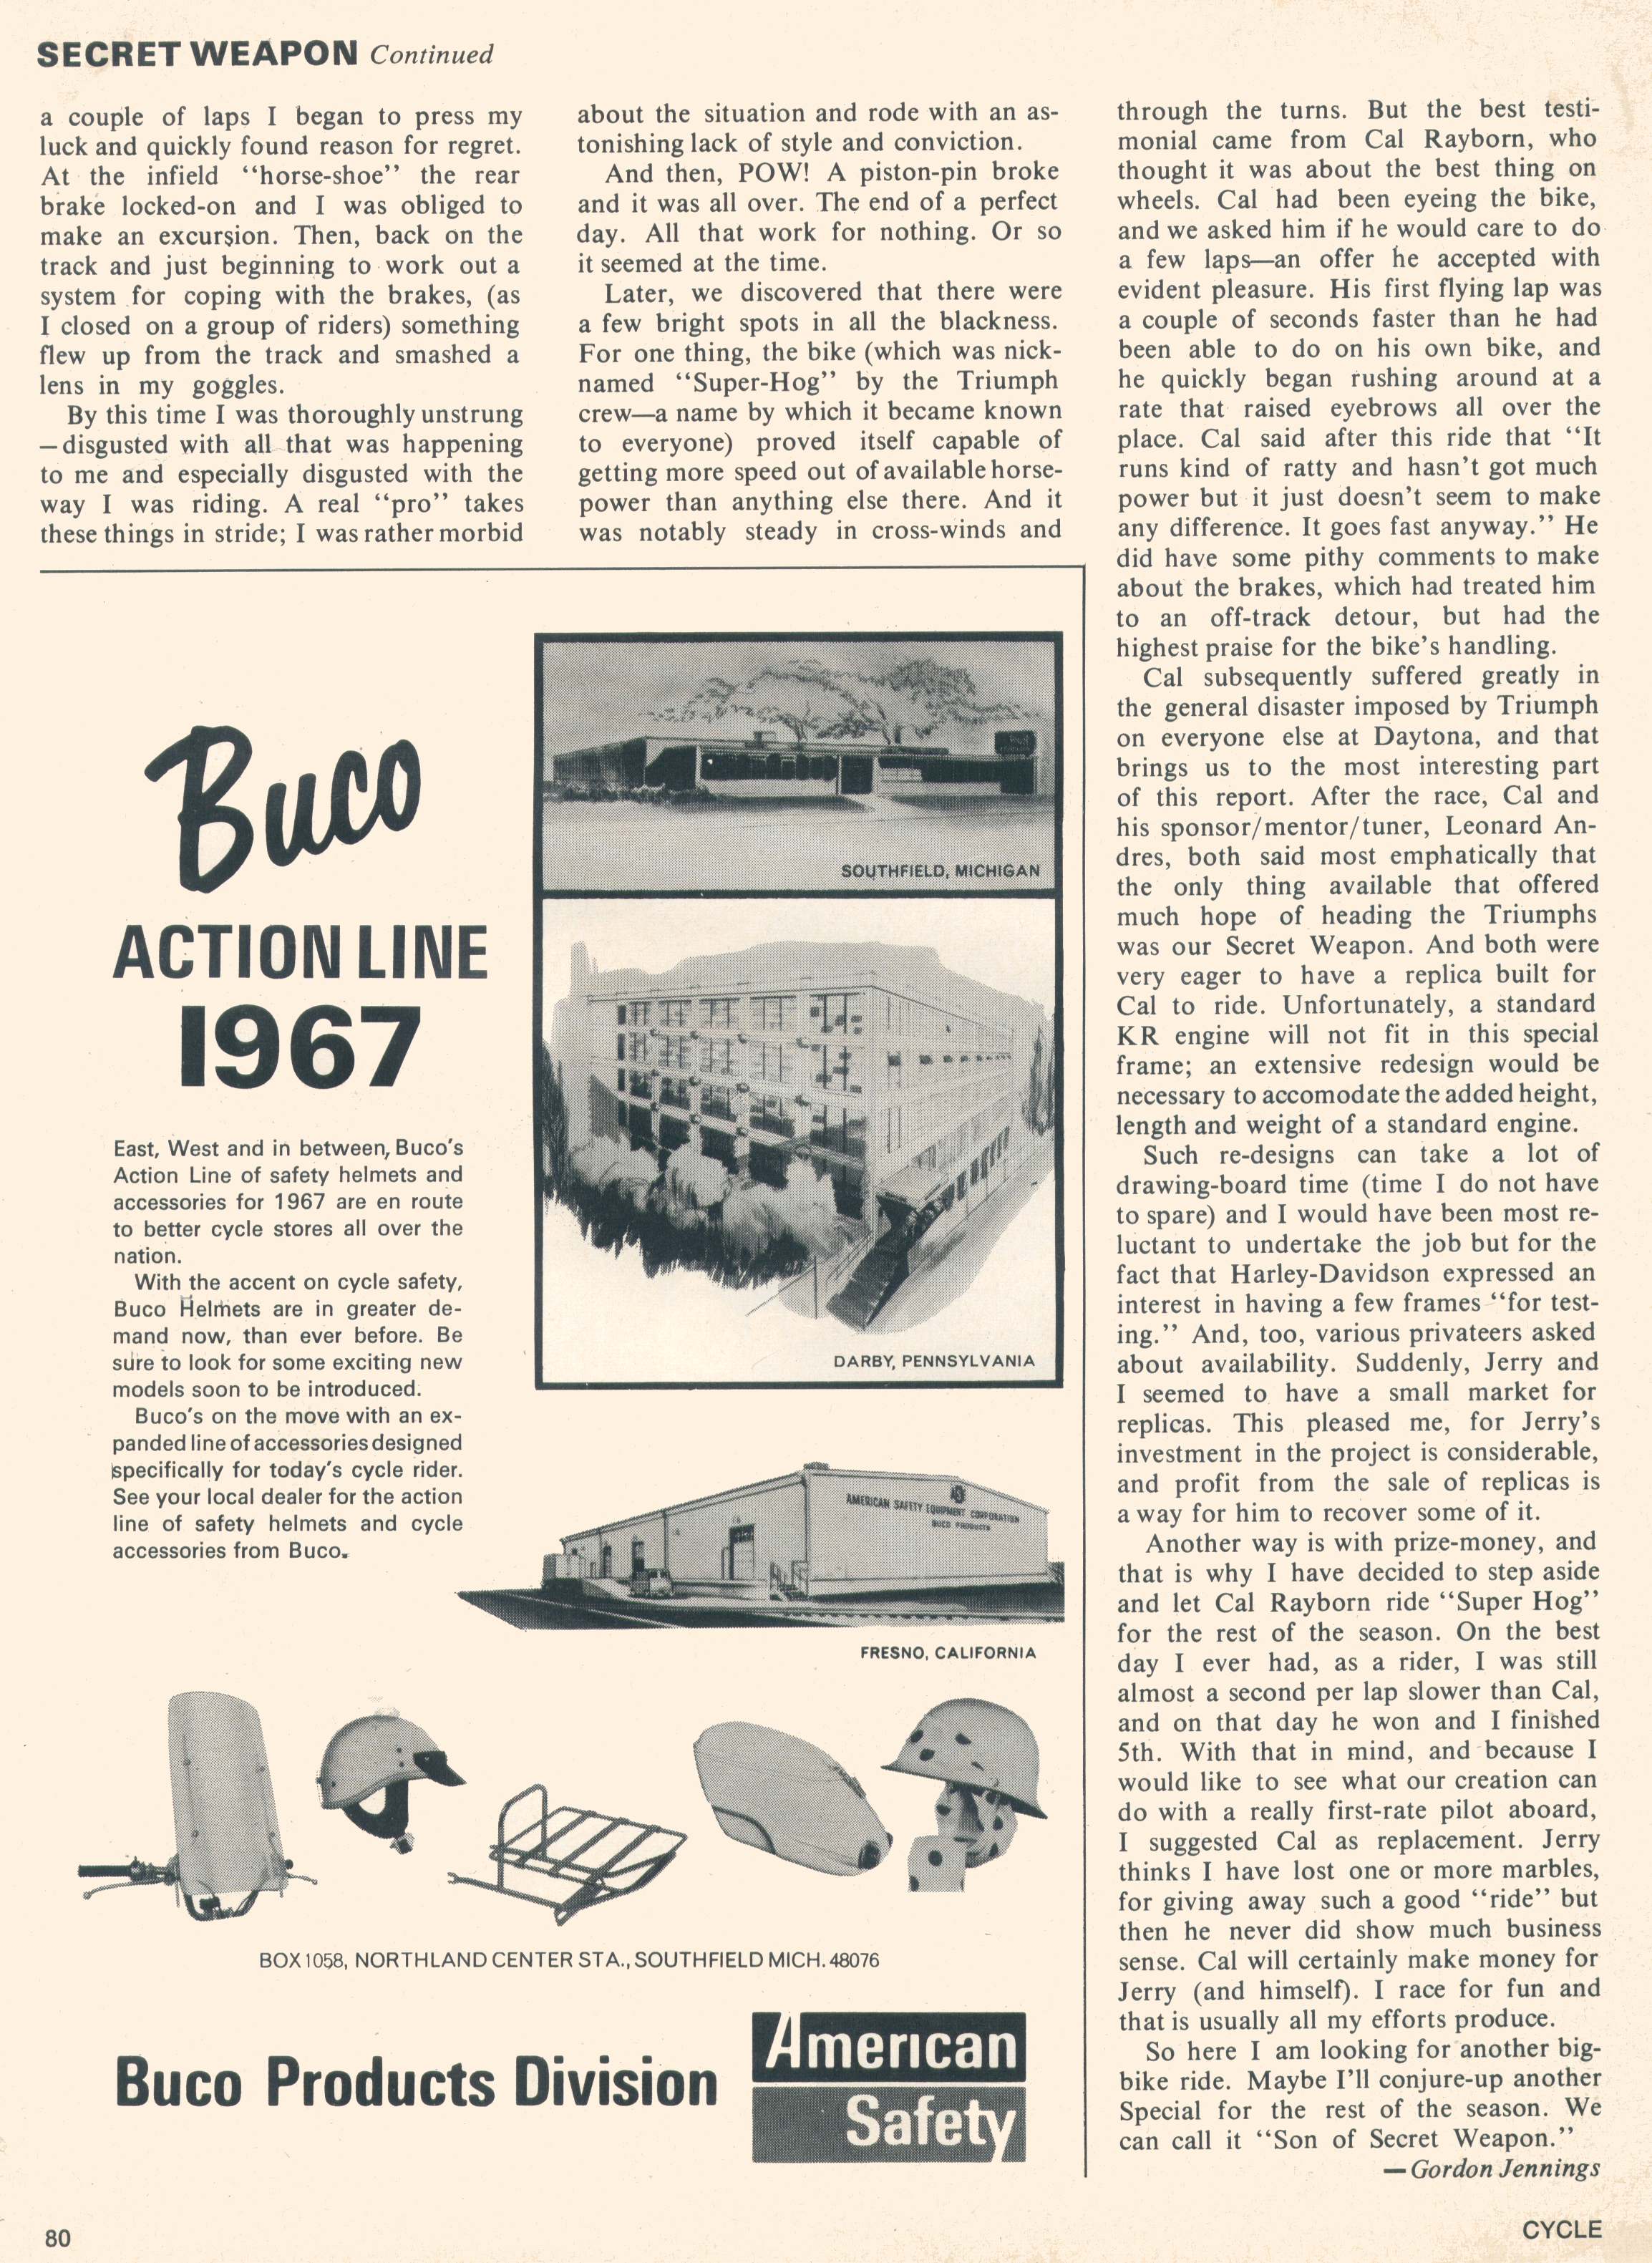 SECRET WEAPON Continued
a couple of laps I began to press my
luck and quickly found reason for regret.
At the infield “horse-shoe” the rear
brake locked-on and I was obliged to
make an excursion. Then, back on the
track and just beginning to work out a
system for coping with the brakes, (as
I closed on a group of riders) something
flew up from the track and smashed a
lens in my goggles.
By this time I was thoroughly unstrung
—disgusted with all that was happening
to me and especially disgusted with the
way I was riding. A real “pro” takes
these things in stride; I was rather morbid
about the situation and rode with an as-
tonishing lack of style and conviction.
And then, POW! A piston-pin broke
and it was all over. The end of a perfect
day. All that work for nothing. Or so
it seemed at the time.
Later, we discovered that there were
a few bright spots in all the blackness.
For one thing, the bike (which was nick-
named “Super-Hog” by the Triumph
crew—a name by which it became known
to everyone) proved itself capable of
getting more speed out of available horse-
power than anything else there. And it
was notably steady in cross-winds and
through the turns. But the best testi-
monial came from Cal Rayborn, who
thought it was about the best thing on
wheels. Cal had been eyeing the bike,
and we asked him if he would care to do
a few laps—an offer he accepted with
evident pleasure. His first flying lap was
a couple of seconds faster than he had
been able to do on his own bike, and
he quickly began rushing around at a
rate that raised eyebrows all over the
place. Cal said after this ride that “It
runs kind of ratty and hasn’t got much
power but it just doesn’t seem to make
any difference. It goes fast anyway.” He
did have some pithy comments to make
about the brakes, which had treated him
to an off-track detour, but had the
highest praise for the bike’s handling.
Cal subsequently suffered greatly in
the general disaster imposed by Triumph
on everyone else at Daytona, and that
brings us to the most interesting part
of this report. After the race, Cal and
his sponsor/mentor/tuner, Leonard An-
dres, both said most emphatically that
the only thing available that offered
much hope of heading the Triumphs
was our Secret Weapon. And both were
very eager to have a replica built for
Cal to ride. Unfortunately, a standard
KR engine will not fit in this special
frame; an extensive redesign would be
necessary to accomodate the added height,
length and weight of a standard engine.
Such re-designs can take a lot of
drawing-board time (time I do not have
to spare) and I would have been most re-
luctant to undertake the job but for the
fact that Harley-Davidson expressed an
interest in having a few frames “for test-
ing.” And, too, various privateers asked
about availability. Suddenly, Jerry and
I seemed to have a small market for
replicas. This pleased me, for Jerry’s
investment in the project is considerable,
and profit from the sale of replicas is
a way for him to recover some of it.
Another way is with prize-money, and
that is why I have decided to step aside
and let Cal Rayborn ride “Super Hog”
for the rest of the season. On the best
day I ever had, as a rider, I was still
almost a second per lap slower than Cal,
and on that day he won and I finished
5th. With that in mind, and because I
would like to see what our creation can
do with a really first-rate pilot aboard,
I suggested Cal as replacement. Jerry
thinks I have lost one or more marbles,
for giving away such a good “ride” but
then he never did show much business
sense. Cal will certainly make money for
Jerry (and himself). I race for fun and
that is usually all my efforts produce.
So here I am looking for another big-
bike ride. Maybe I’ll conjure-up another
Special for the rest of the season. We
can call it “Son of Secret Weapon.”
—Gordon Jennings
Buco
ACTION LINE
1967
East, West and in between, Buco’s
Action Line of safety helmets and
accessories for 1967 are en route
to better cycle stores all over the
nation.
With the accent on cycle safety,
Buco Helmets are in greater de-
mand now, than ever before. Be
sure to look for some exciting new
models soon to be introduced.
Buco’s on the move with an ex-
panded line of accessories designed
specifically for today’s cycle rider.
See your local dealer for the action
line of safety helmets and cycle
accessories from Buco.
SOUTHFIELD, MICHIGAN
DARBY, PENNSYLVANIA
AMERICAN SAFETY EQUIPMENT CORPORATION
BUCO PRODUCTS
FRESNO, CALIFORNIA
BOX 1058, NORTHLAND CENTER STA., SOUTHFIELD MICH. 48076
Buco Products Division
American
Safety
80
CYCLE